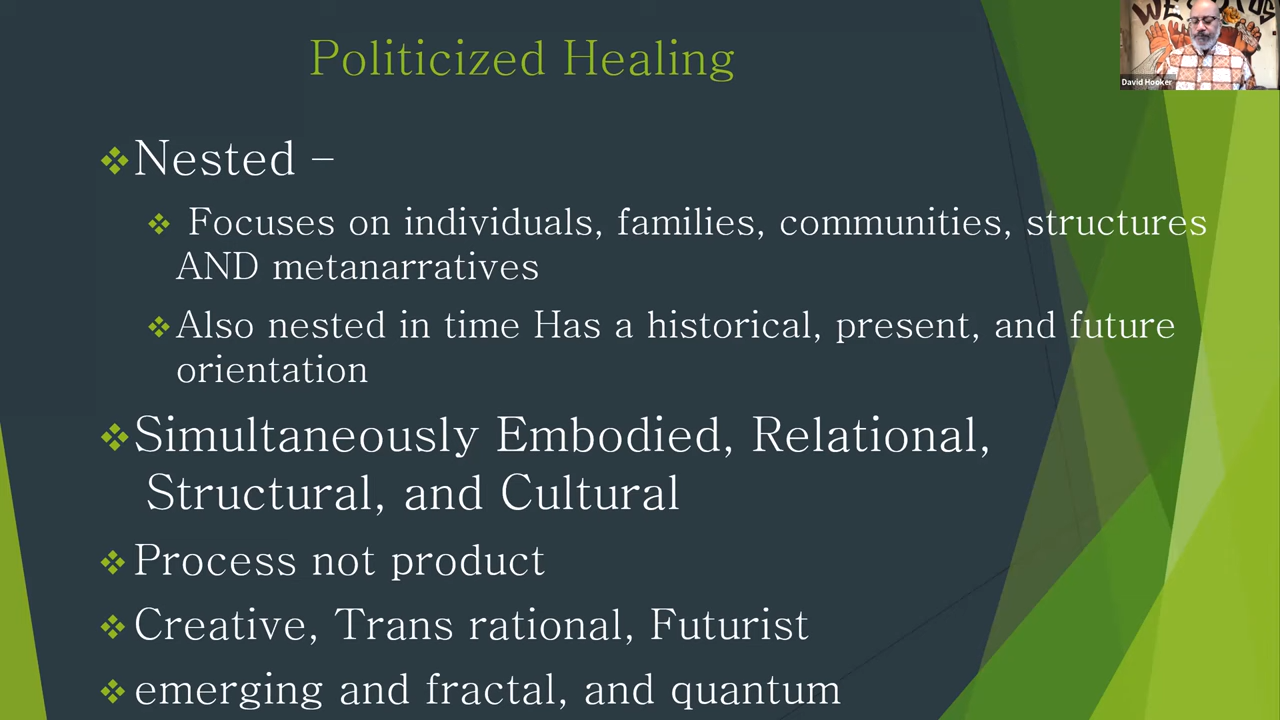 Politicized Healing
WE
US
David Hooker
Nested –
Focuses on individuals, families, communities, structures
AND metanarratives
Also nested in time Has a historical, present, and future
orientation
Simultaneously Embodied, Relational,
Structural, and Cultural
Process not product
Creative, Trans rational, Futurist
emerging and fractal, and quantum